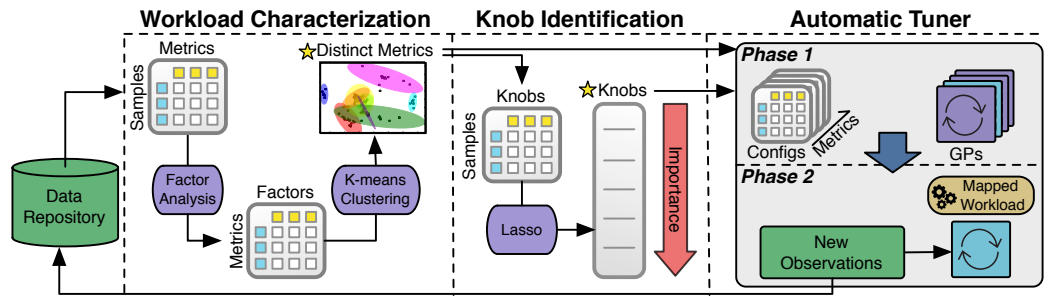 Workload Characterization
Knob Identification
Automatic Tuner
Data
Repository
Metrics
Samples
Factor
Analysis
Factors
Metrics
K-means
Clustering
Distinct Metrics
Knobs
Samples
Lasso
Knobs
Importance
Phase 1
Configs
Metrics
GPs
Phase 2
Mapped
Workload
New
Observations